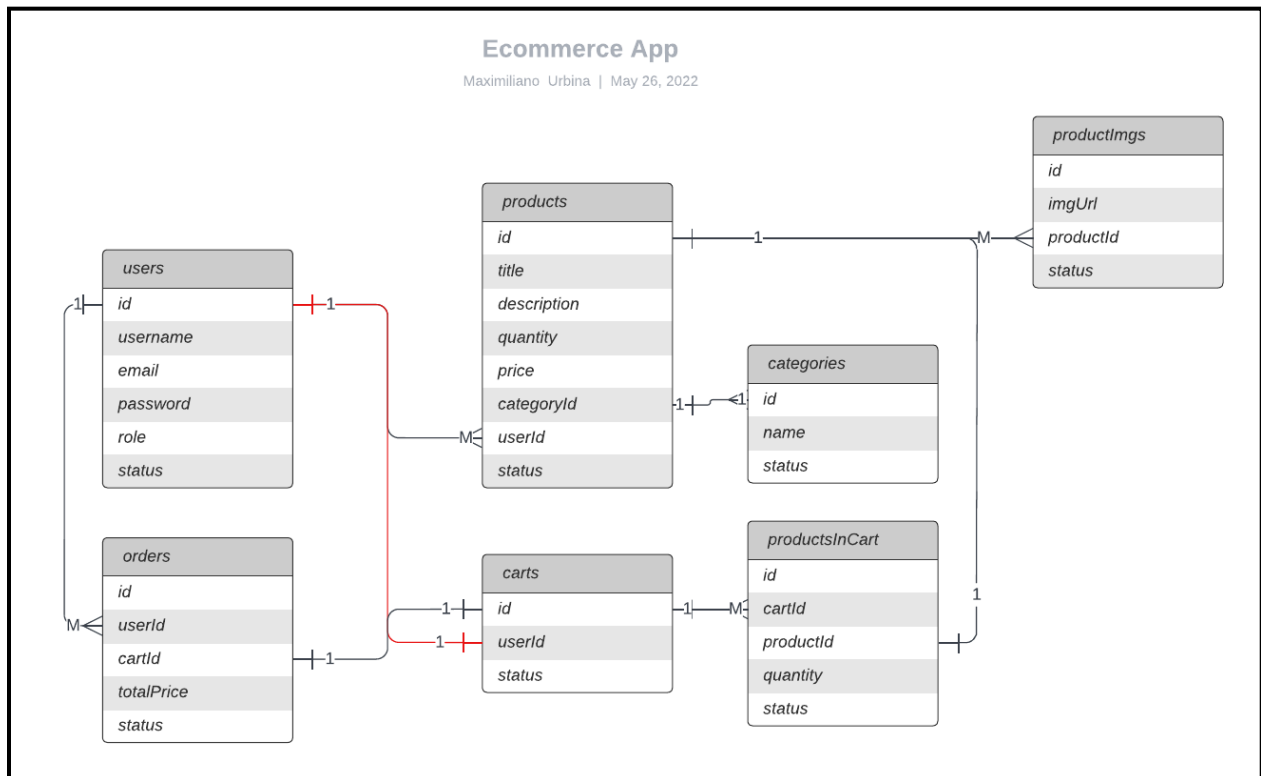 Ecommerce App
Maximiliano Urbina | May 26, 2022
productImgs
id
imgUrl
productId
status
products
id
title
description
quantity
price
categoryId
userId
status
1
M
users
id
username
email
password
role
status
1
1
M
categories
id
name
status
1
1
orders
id
userId
cartId
totalPrice
status
M
1
carts
id
userId
status
1
1
productsInCart
id
cartId
productId
quantity
status
1
M
1